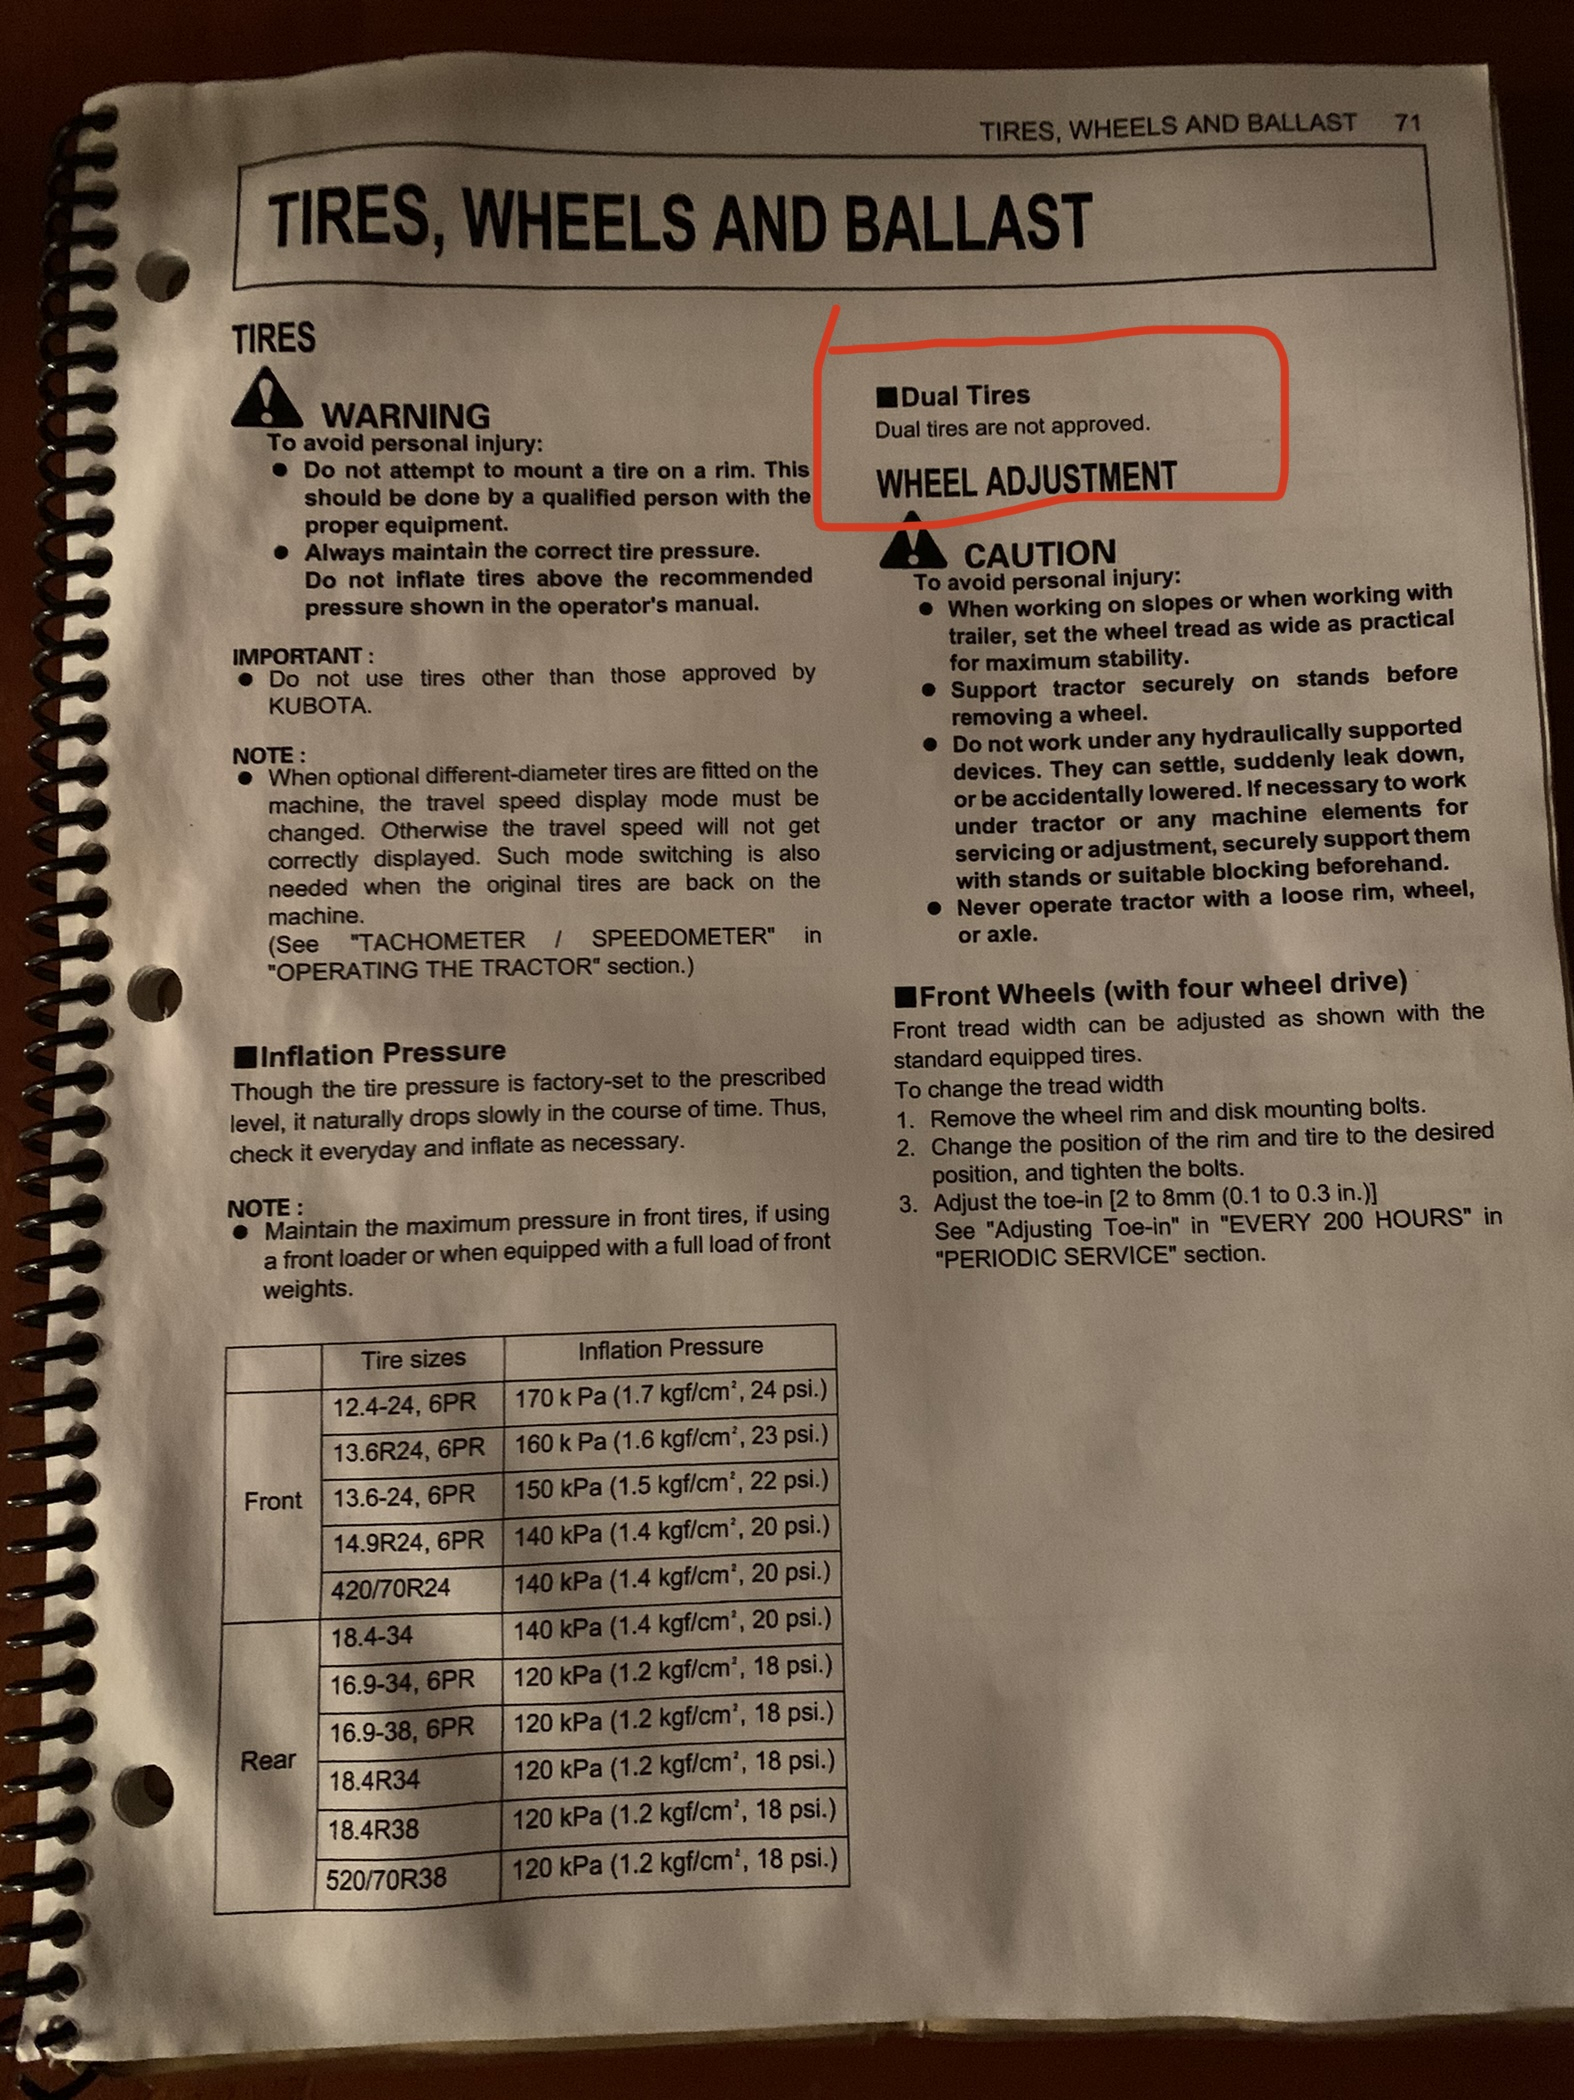 TIRES, WHEELS AND BALLAST 71
TIRES, WHEELS AND BALLAST
TIRES
WARNING
To avoid personal injury:
● Do not attempt to mount a tire on a rim. This
should be done by a qualified person with the
proper equipment.
● Always maintain the correct tire pressure.
Do not inflate tires above the recommended
pressure shown in the operator's manual.
IMPORTANT :
● Do not use tires other than those approved by
KUBOTA.
NOTE :
● When optional different-diameter tires are fitted on the
machine, the travel speed display mode must be
changed. Otherwise the travel speed will not get
correctly displayed. Such mode switching is also
needed when the original tires are back on the
machine.
(See "TACHOMETER / SPEEDOMETER" in
"OPERATING THE TRACTOR" section.)
■Inflation Pressure
Though the tire pressure is factory-set to the prescribed
level, it naturally drops slowly in the course of time. Thus,
check it everyday and inflate as necessary.
NOTE :
● Maintain the maximum pressure in front tires, if using
a front loader or when equipped with a full load of front
weights.
Tire sizes Inflation Pressure
Front
12.4-24, 6PR 170 k Pa (1.7 kgf/cm², 24 psi.)
13.6R24, 6PR 160 k Pa (1.6 kgf/cm², 23 psi.)
13.6-24, 6PR 150 kPa (1.5 kgf/cm², 22 psi.)
14.9R24, 6PR 140 kPa (1.4 kgf/cm², 20 psi.)
420/70R24 140 kPa (1.4 kgf/cm², 20 psi.)
Rear
18.4-34 140 kPa (1.4 kgf/cm², 20 psi.)
16.9-34, 6PR 120 kPa (1.2 kgf/cm², 18 psi.)
16.9-38, 6PR 120 kPa (1.2 kgf/cm², 18 psi.)
18.4R34 120 kPa (1.2 kgf/cm², 18 psi.)
18.4R38 120 kPa (1.2 kgf/cm², 18 psi.)
520/70R38 120 kPa (1.2 kgf/cm², 18 psi.)
■Dual Tires
Dual tires are not approved.
WHEEL ADJUSTMENT
CAUTION
To avoid personal injury:
● When working on slopes or when working with
trailer, set the wheel tread as wide as practical
for maximum stability.
● Support tractor securely on stands before
removing a wheel.
● Do not work under any hydraulically supported
devices. They can settle, suddenly leak down,
or be accidentally lowered. If necessary to work
under tractor or any machine elements for
servicing or adjustment, securely support them
with stands or suitable blocking beforehand.
● Never operate tractor with a loose rim, wheel,
or axle.
■Front Wheels (with four wheel drive)
Front tread width can be adjusted as shown with the
standard equipped tires.
To change the tread width
1. Remove the wheel rim and disk mounting bolts.
2. Change the position of the rim and tire to the desired
position, and tighten the bolts.
3. Adjust the toe-in [2 to 8mm (0.1 to 0.3 in.)]
See "Adjusting Toe-in" in "EVERY 200 HOURS" in
"PERIODIC SERVICE" section.